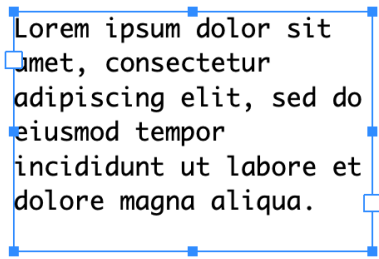 Lorem ipsum dolor sit
amet, consectetur
adipiscing elit, sed do
eiusmod tempor
incididunt ut labore et
dolore magna aliqua.